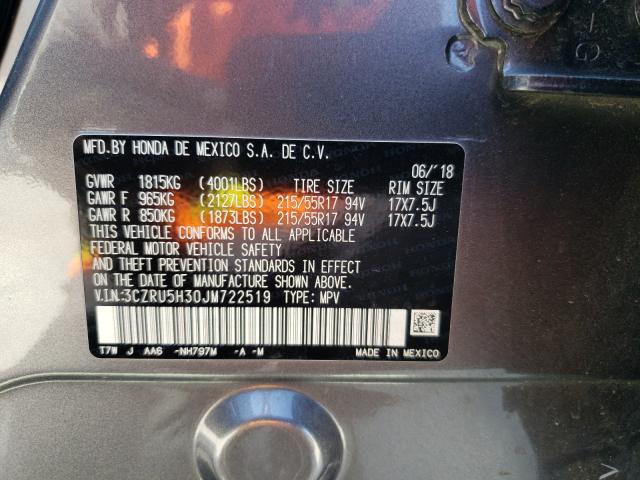 MFD.BY HONDA DE MEXICO S.A. DE C.V.
06/'18
GVWR 1815KG (4001LBS) TIRE SIZE RIM SIZE
GAWR F 965KG (2127LBS) 215/55R17 94V 17X7.5J
GAWR R 850KG (1873LBS) 215/55R17 94V 17X7.5J
THIS VEHICLE CONFORMS TO ALL APPLICABLE
FEDERAL MOTOR VEHICLE SAFETY
AND THEFT PREVENTION STANDARDS IN EFFECT
ON THE DATE OF MANUFACTURE SHOWN ABOVE.
V.I.N:3CZRU5H30JM722519 TYPE: MPV
T7W J AA6 -NH797M -A -M
MADE IN MEXICO